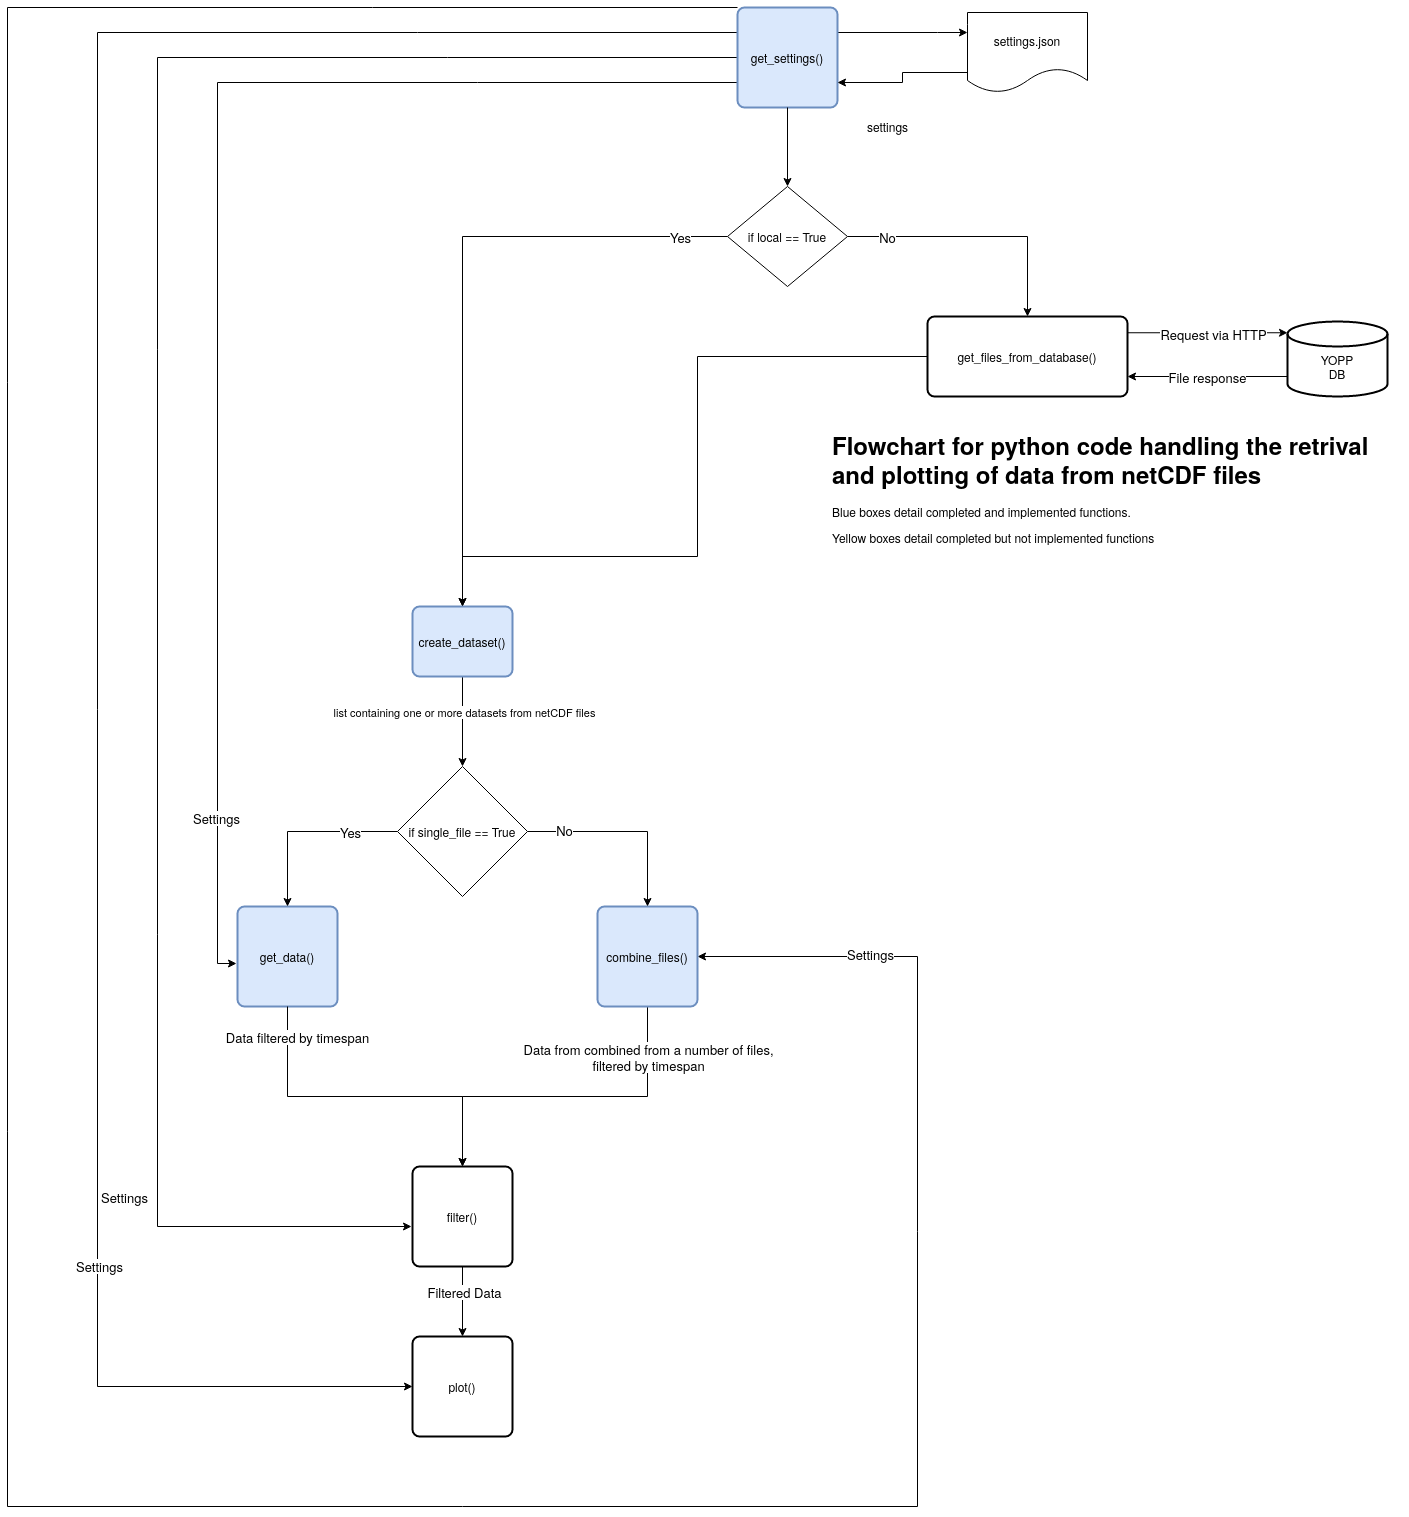 settings.json
get_settings()
settings
if local == True
Yes
No
get_files_from_database()
Request via HTTP
File response
YOPP
DB
Flowchart for python code handling the retrival
and plotting of data from netCDF files
Blue boxes detail completed and implemented functions.
Yellow boxes detail completed but not implemented functions
create_dataset()
list containing one or more datasets from netCDF files
Settings
if single_file == True
Yes
No
get_data()
combine_files()
Settings
Data filtered by timespan
Data from combined from a number of files,
filtered by timespan
Settings
filter()
Settings
Filtered Data
plot()